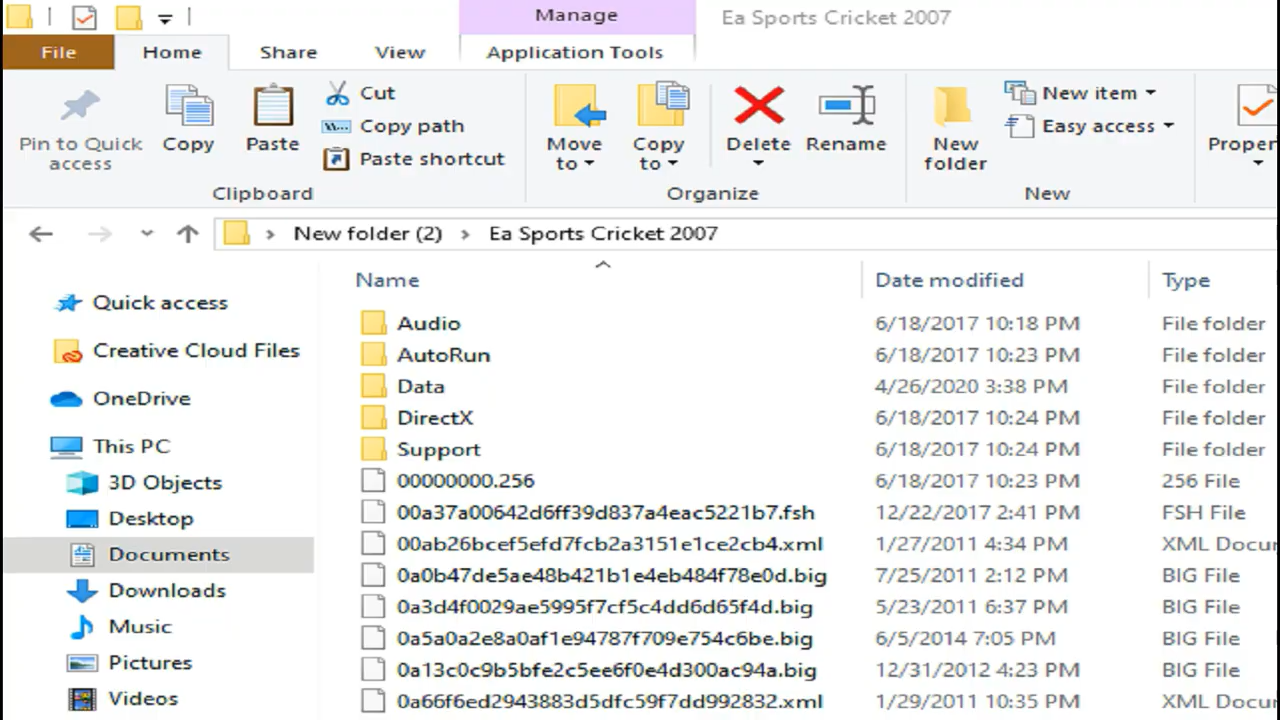 Manage
Ea Sports Cricket 2007
File
Home
Share
View
Application Tools
Pin to Quick access
Copy
Paste
Cut
Copy path
Paste shortcut
Clipboard
Move to
Copy to
Delete
Rename
Organize
New folder
New item
Easy access
New
Proper
New folder (2)
Ea Sports Cricket 2007
Name
Date modified
Type
Quick access
Creative Cloud Files
OneDrive
This PC
3D Objects
Desktop
Documents
Downloads
Music
Pictures
Videos
Audio 6/18/2017 10:18 PM File folder
AutoRun 6/18/2017 10:23 PM File folder
Data 4/26/2020 3:38 PM File folder
DirectX 6/18/2017 10:24 PM File folder
Support 6/18/2017 10:24 PM File folder
00000000.256 6/18/2017 10:23 PM 256 File
00a37a00642d6ff39d837a4eac5221b7.fsh 12/22/2017 2:41 PM FSH File
00ab26bcef5efd7fcb2a3151e1ce2cb4.xml 1/27/2011 4:34 PM XML Docu
0a0b47de5ae48b421b1e4eb484f78e0d.big 7/25/2011 2:12 PM BIG File
0a3d4f0029ae5995f7cf5c4dd6d65f4d.big 5/23/2011 6:37 PM BIG File
0a5a0a2e8a0af1e94787f709e754c6be.big 6/5/2014 7:05 PM BIG File
0a13c0c9b5bfe2c5ee6f0e4d300ac94a.big 12/31/2012 4:23 PM BIG File
0a66f6ed2943883d5dfc59f7dd992832.xml 1/29/2011 10:35 PM XML Docu